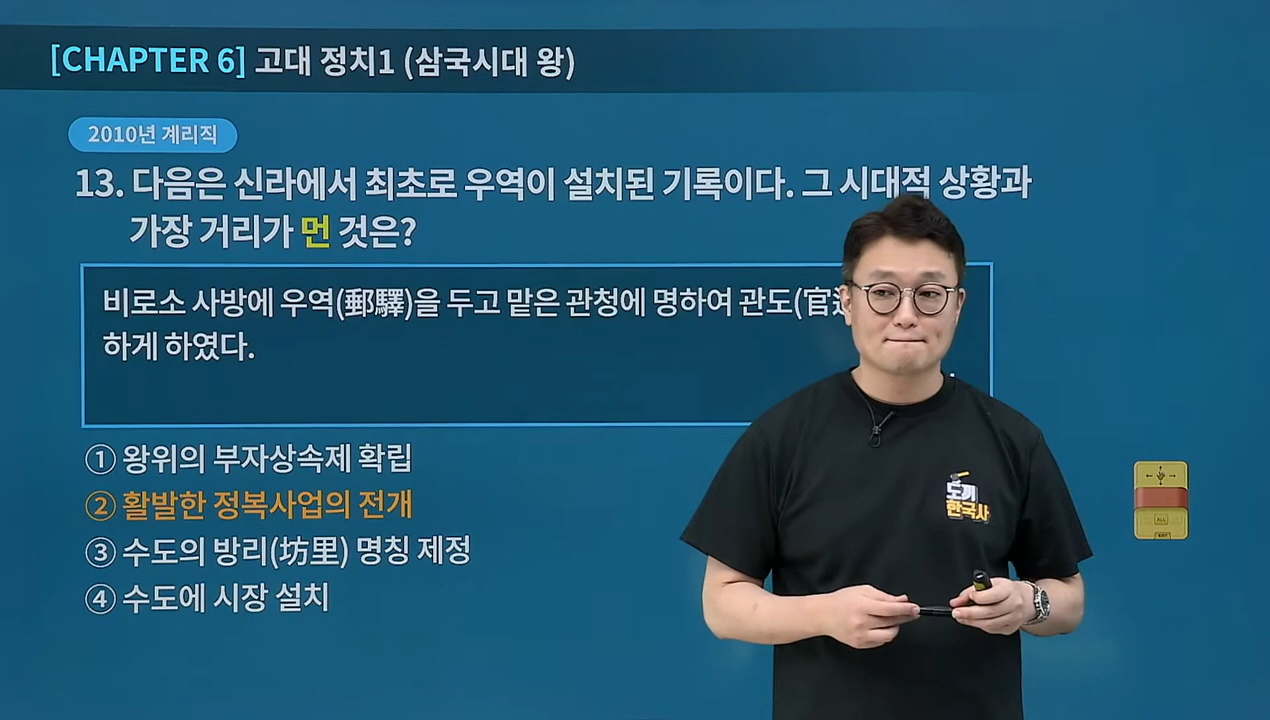 [CHAPTER 6] 고대 정치1 (삼국시대 왕)
2010년 계리직
13. 다음은 신라에서 최초로 우역이 설치된 기록이다. 그 시대적 상황과
가장 거리가 먼 것은?
비로소 사방에 우역(郵驛)을 두고 맡은 관청에 명하여 관도(官
하게 하였다.
① 왕위의 부자상속제 확립
② 활발한 정복사업의 전개
③ 수도의 방리(坊里) 명칭 제정
④ 수도에 시장 설치
도끼
한국사
ALL